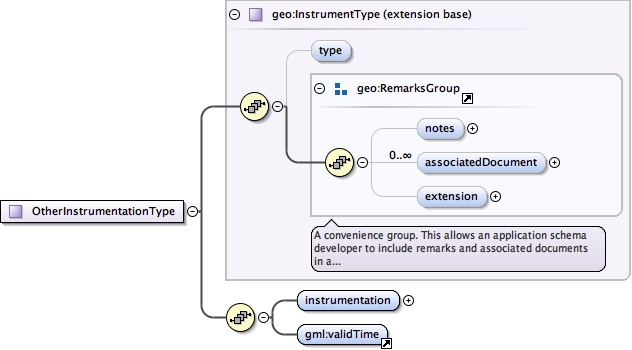 geo:InstrumentType (extension base)
type
geo:RemarksGroup
notes
0..∞
associatedDocument
extension
OtherInstrumentationType
A convenience group. This allows an application schema
developer to include remarks and associated documents
in a...
instrumentation
gml:validTime